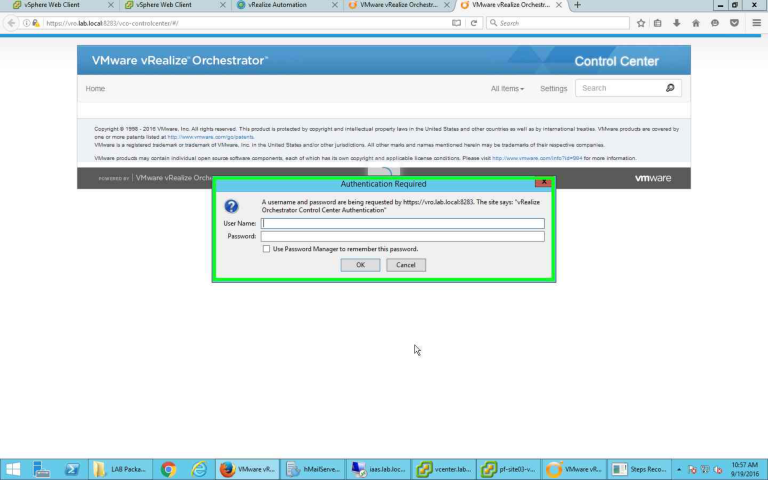 vSphere Web Client
vSphere Web Client
vRealize Automation
VMware vRealize Orchestr...
VMware vRealize Orchestr...
https://vro.lab.local:8283/vco-controlcenter/#/
Search
VMware vRealize™ Orchestrator™
Control Center
Home
All Items
Settings
Search
Copyright © 1998 - 2016 VMware, Inc. All rights reserved. This product is protected by copyright and intellectual property laws in the United States and other countries as well as by international treaties. VMware products are covered by
one or more patents listed at http://www.vmware.com/go/patents.
VMware is a registered trademark or trademark of VMware, Inc. in the United States and/or other jurisdictions. All other marks and names mentioned herein may be trademarks of their respective companies.
VMware products may contain individual open source software components, each of which has its own copyright and applicable license conditions. Please visit http://www.vmware.com/info?id=994 for more information.
POWERED BY | VMware vRealize Orche
vmware
Authentication Required
A username and password are being requested by https://vro.lab.local:8283. The site says: "vRealize
Orchestrator Control Center Authentication"
User Name:
Password:
Use Password Manager to remember this password.
OK
Cancel
LAB Packa...
VMware vR...
hMailServe...
iaas.lab.loc...
vcenter.lab...
pf-site03-v...
VMware vR...
Steps Reco...
10:57 AM
9/19/2016